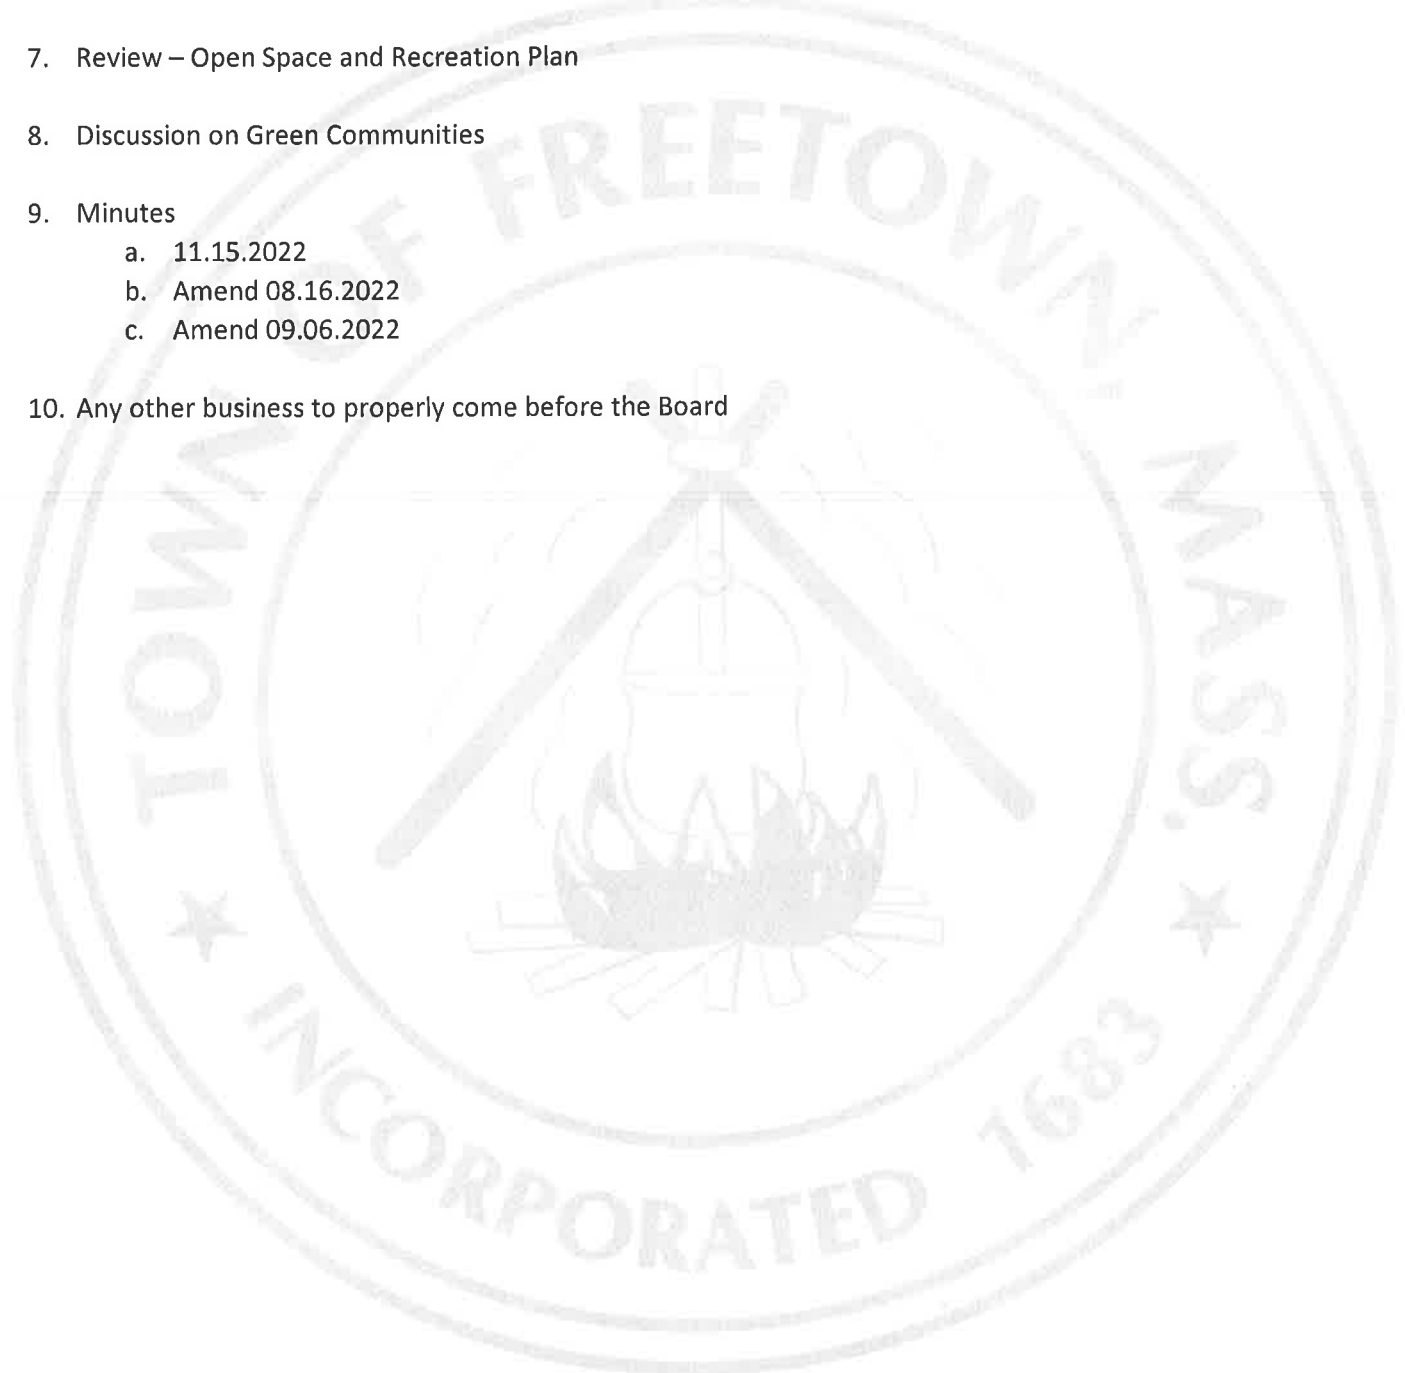 7. Review – Open Space and Recreation Plan
8. Discussion on Green Communities
9. Minutes
a. 11.15.2022
b. Amend 08.16.2022
c. Amend 09.06.2022
10. Any other business to properly come before the Board
TOWN OF FREETOWN, MASS.
INCORPORATED 1683